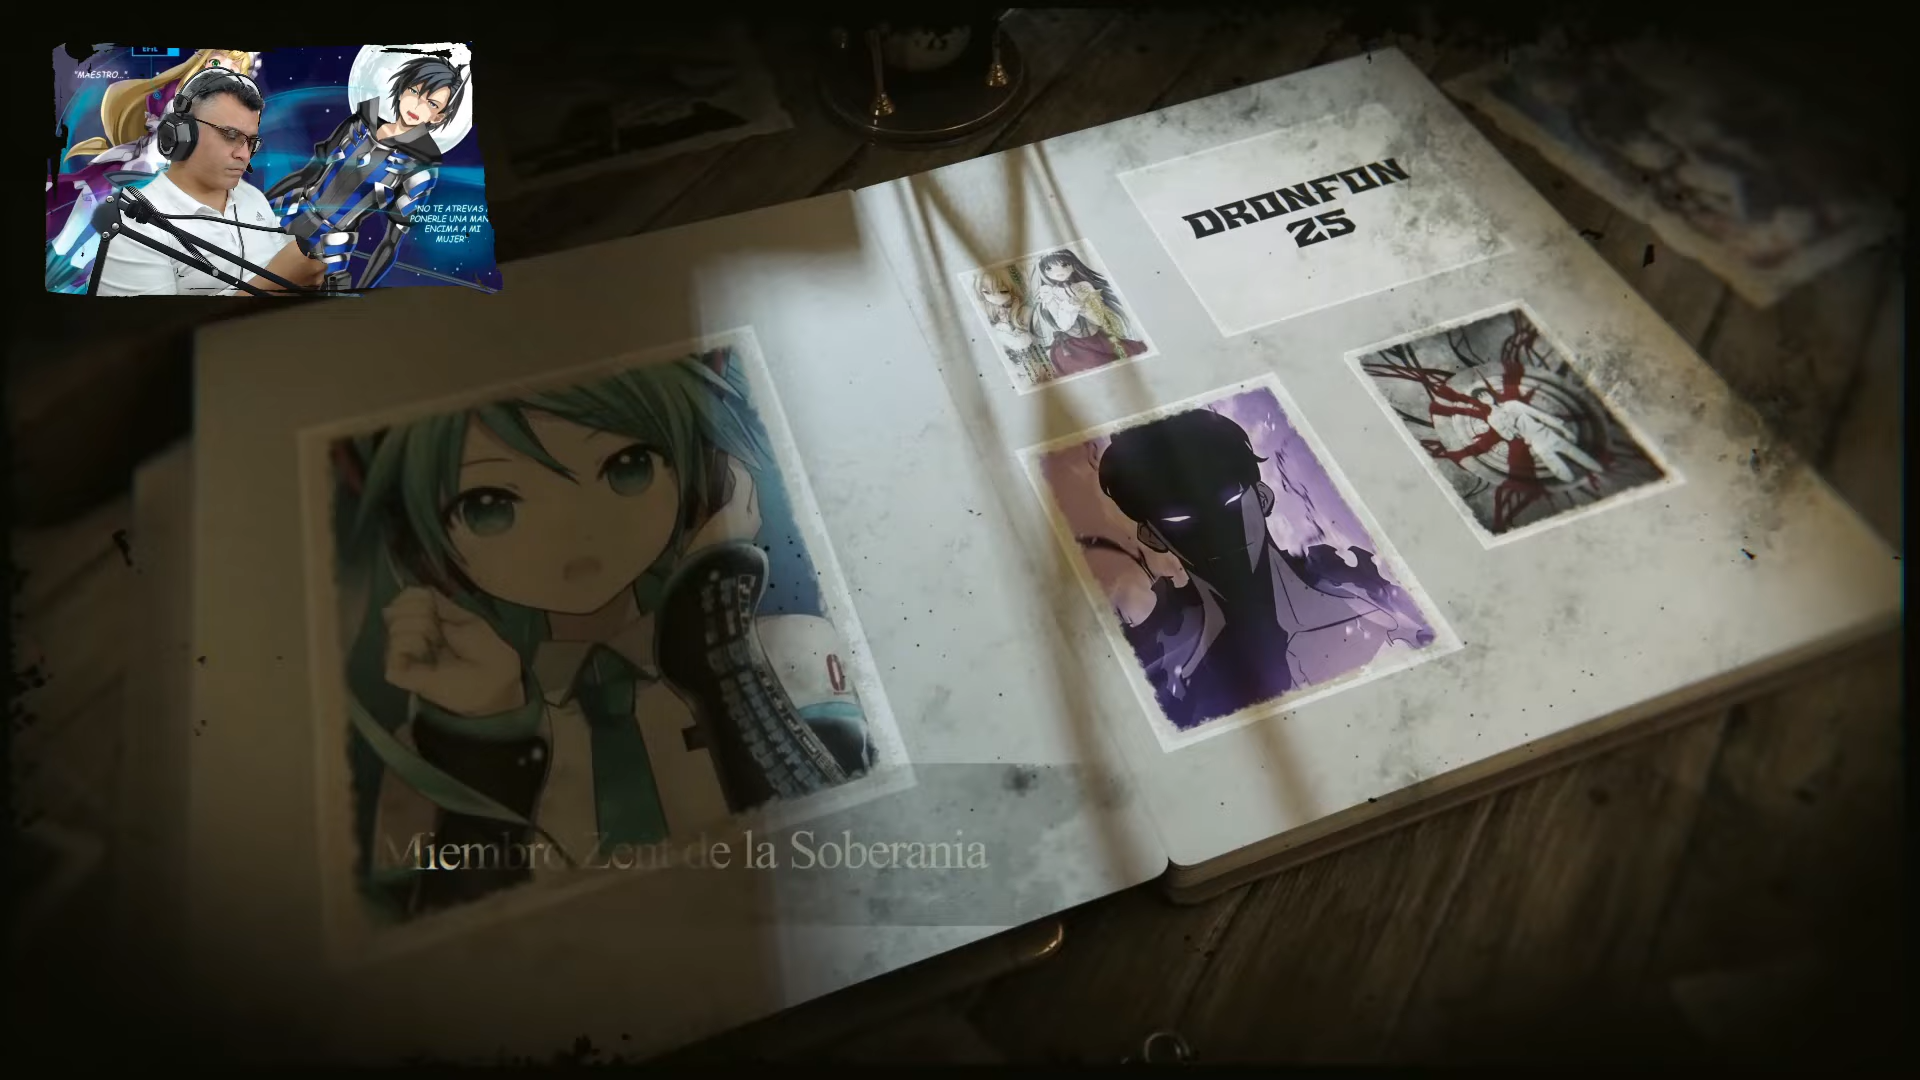 "MAESTRO..."
"NO TE ATREVAS A
PONERLE UNA MANO
ENCIMA A MI
MUJER"
DRONFON
25
Miembro Zent de la Soberania